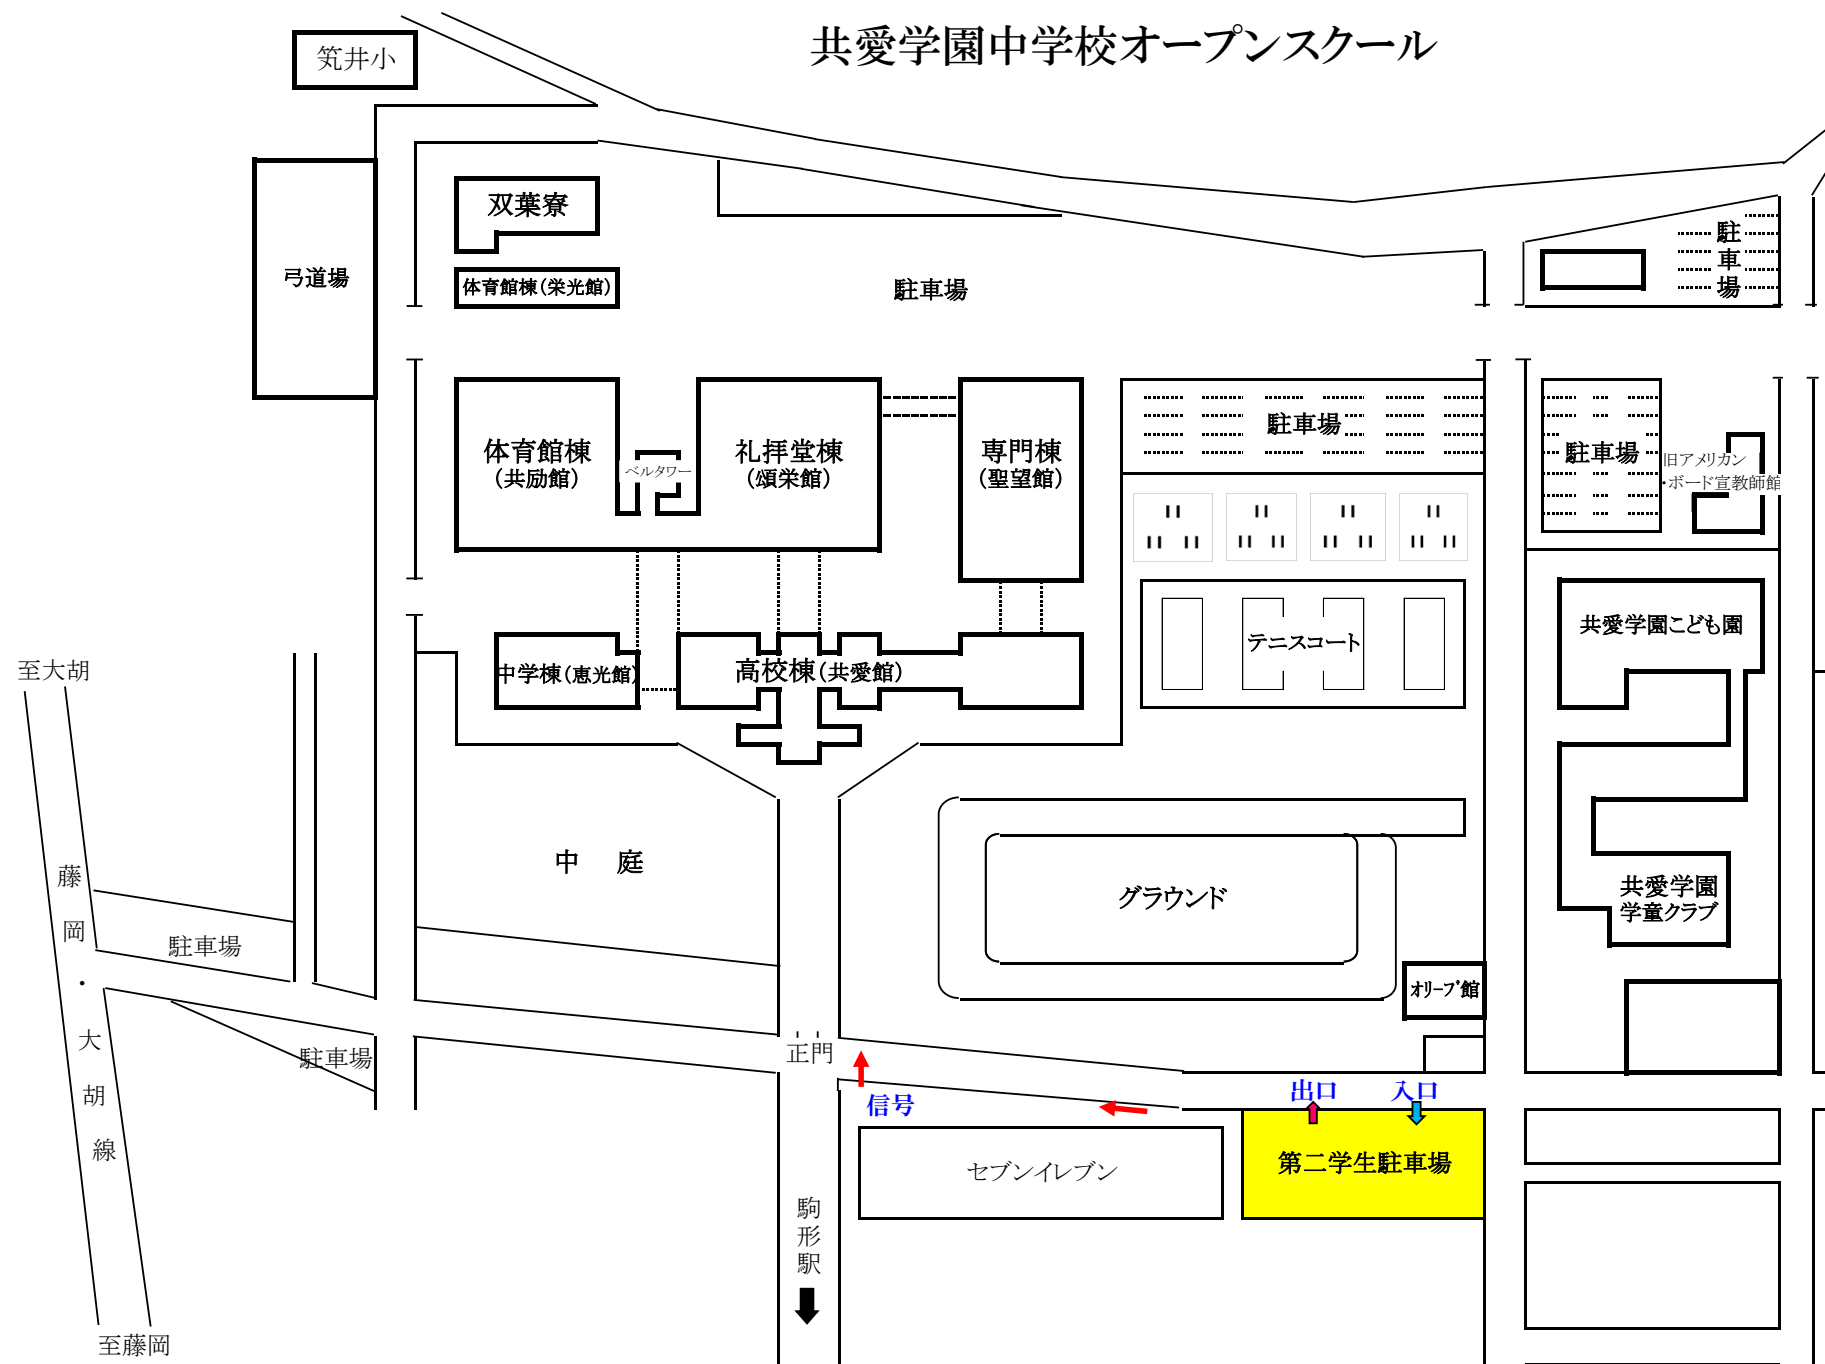 共愛学園中学校オープンスクール
笂井小
双葉寮
弓道場
体育館棟（栄光館）
駐車場
駐車場
体育館棟
（共励館）
ベルタワー
礼拝堂棟
（頌栄館）
専門棟
（聖望館）
駐車場
駐車場
旧アメリカン
・ボード宣教師館
テニスコート
共愛学園こども園
中学棟（恵光館）
高校棟（共愛館）
至大胡
中　庭
グラウンド
共愛学園
学童クラブ
藤岡・大胡線
駐車場
オリーブ館
駐車場
正門
信号
出口
入口
セブンイレブン
第二学生駐車場
駒形駅
至藤岡